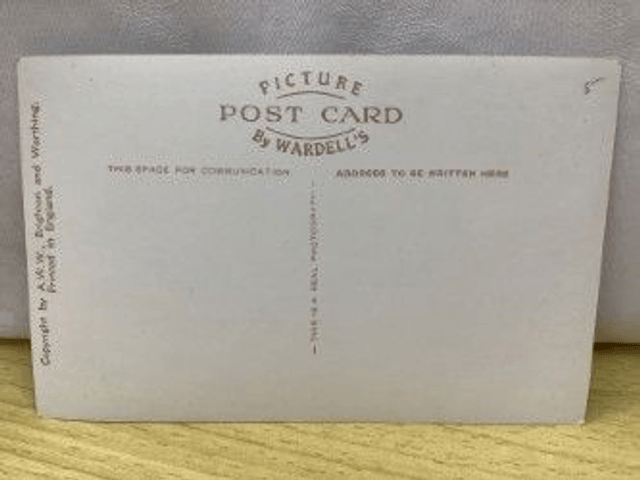 PICTURE
POST CARD
By WARDELL'S
THIS SPACE FOR COMMUNICATION
ADDRESS TO BE WRITTEN HERE
— THIS IS A REAL PHOTOGRAPH. —
Copyright by A.W.W., Brighton and Worthing.
Printed in England.
5